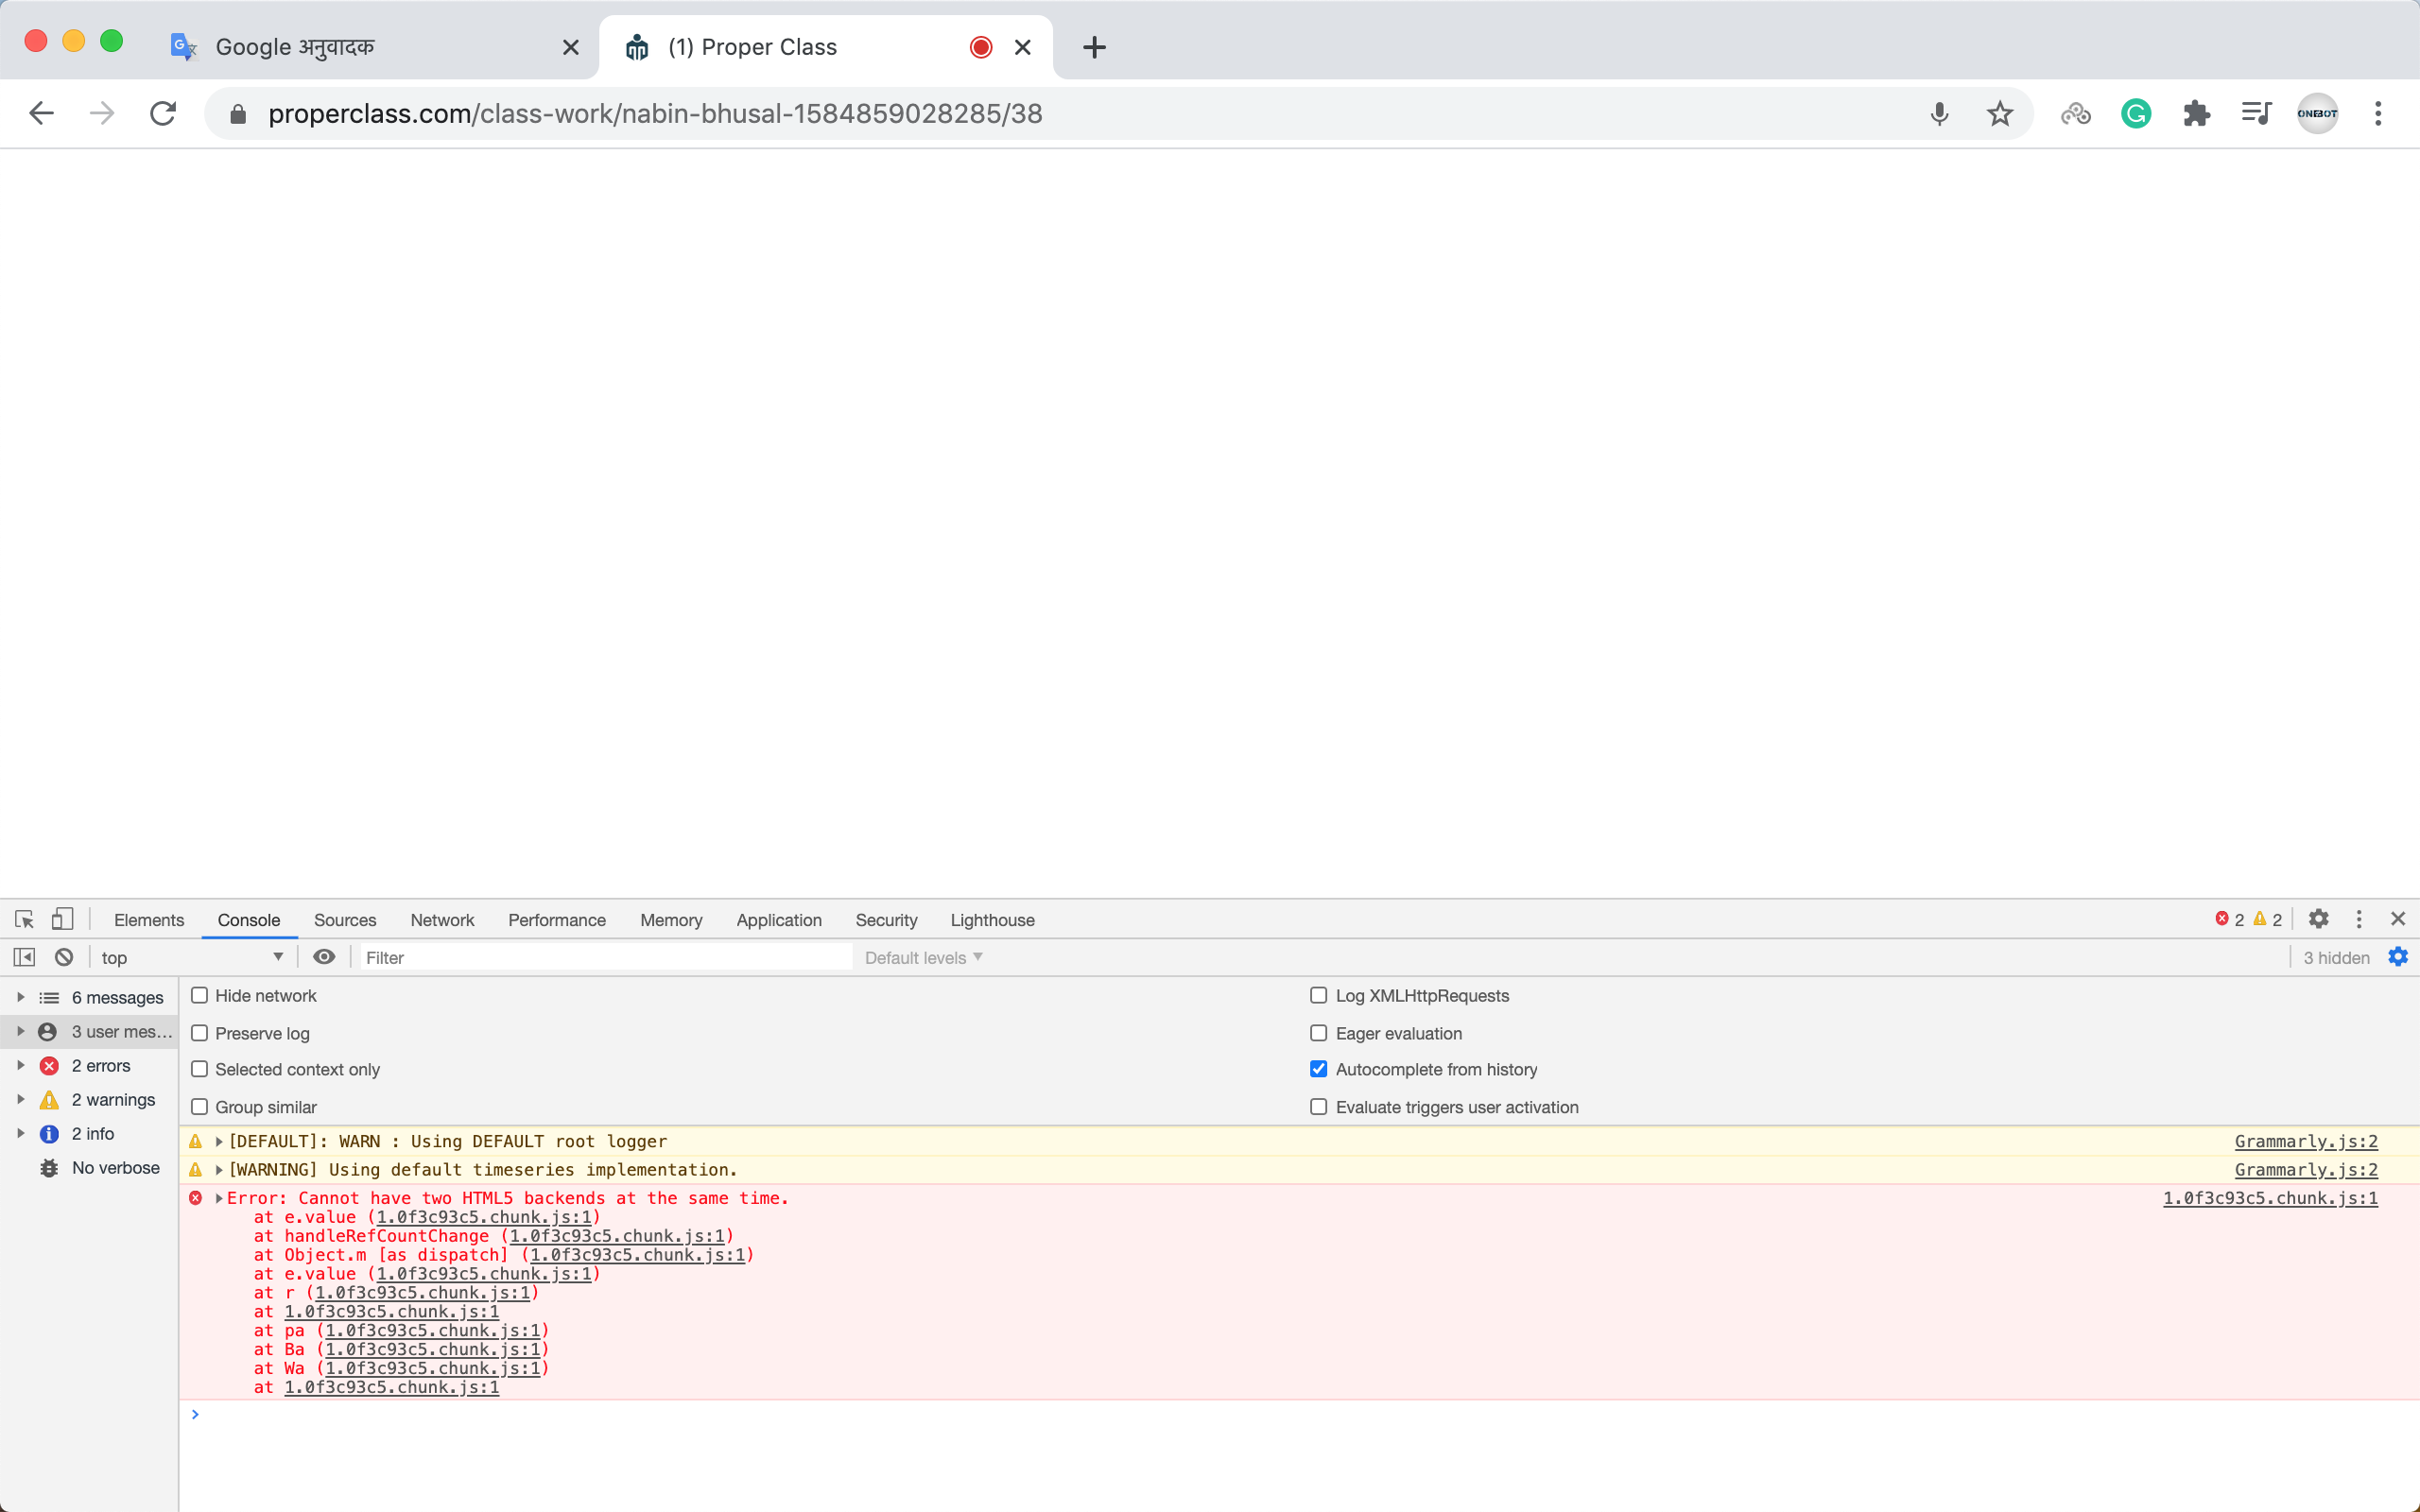 Google अनुवादक
(1) Proper Class
properclass.com/class-work/nabin-bhusal-1584859028285/38
ONEBOT
Elements Console Sources Network Performance Memory Application Security Lighthouse 2 2
top Filter Default levels 3 hidden
6 messages
3 user mes...
2 errors
2 warnings
2 info
No verbose
Hide network
Log XMLHttpRequests
Preserve log
Eager evaluation
Selected context only
Autocomplete from history
Group similar
Evaluate triggers user activation
[DEFAULT]: WARN : Using DEFAULT root logger Grammarly.js:2
[WARNING] Using default timeseries implementation. Grammarly.js:2
Error: Cannot have two HTML5 backends at the same time. 1.0f3c93c5.chunk.js:1
at e.value (1.0f3c93c5.chunk.js:1)
at handleRefCountChange (1.0f3c93c5.chunk.js:1)
at Object.m [as dispatch] (1.0f3c93c5.chunk.js:1)
at e.value (1.0f3c93c5.chunk.js:1)
at r (1.0f3c93c5.chunk.js:1)
at 1.0f3c93c5.chunk.js:1
at pa (1.0f3c93c5.chunk.js:1)
at Ba (1.0f3c93c5.chunk.js:1)
at Wa (1.0f3c93c5.chunk.js:1)
at 1.0f3c93c5.chunk.js:1